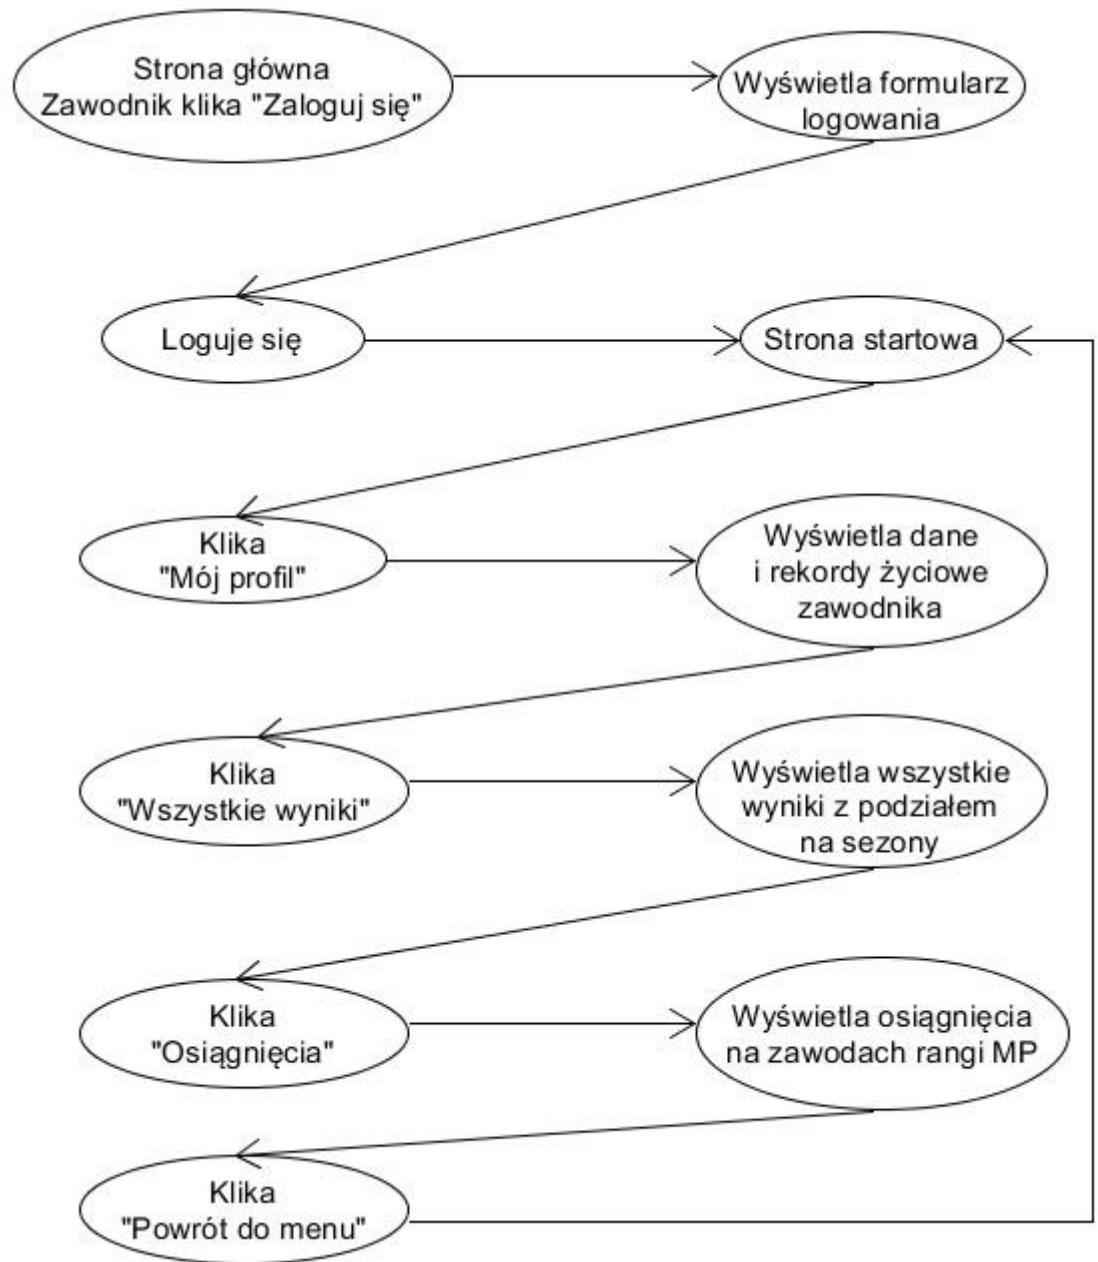 Strona główna
Zawodnik klika "Zaloguj się"
Wyświetla formularz
logowania
Loguje się
Strona startowa
Klika
"Mój profil"
Wyświetla dane
i rekordy życiowe
zawodnika
Klika
"Wszystkie wyniki"
Wyświetla wszystkie
wyniki z podziałem
na sezony
Klika
"Osiągnięcia"
Wyświetla osiągnięcia
na zawodach rangi MP
Klika
"Powrót do menu"